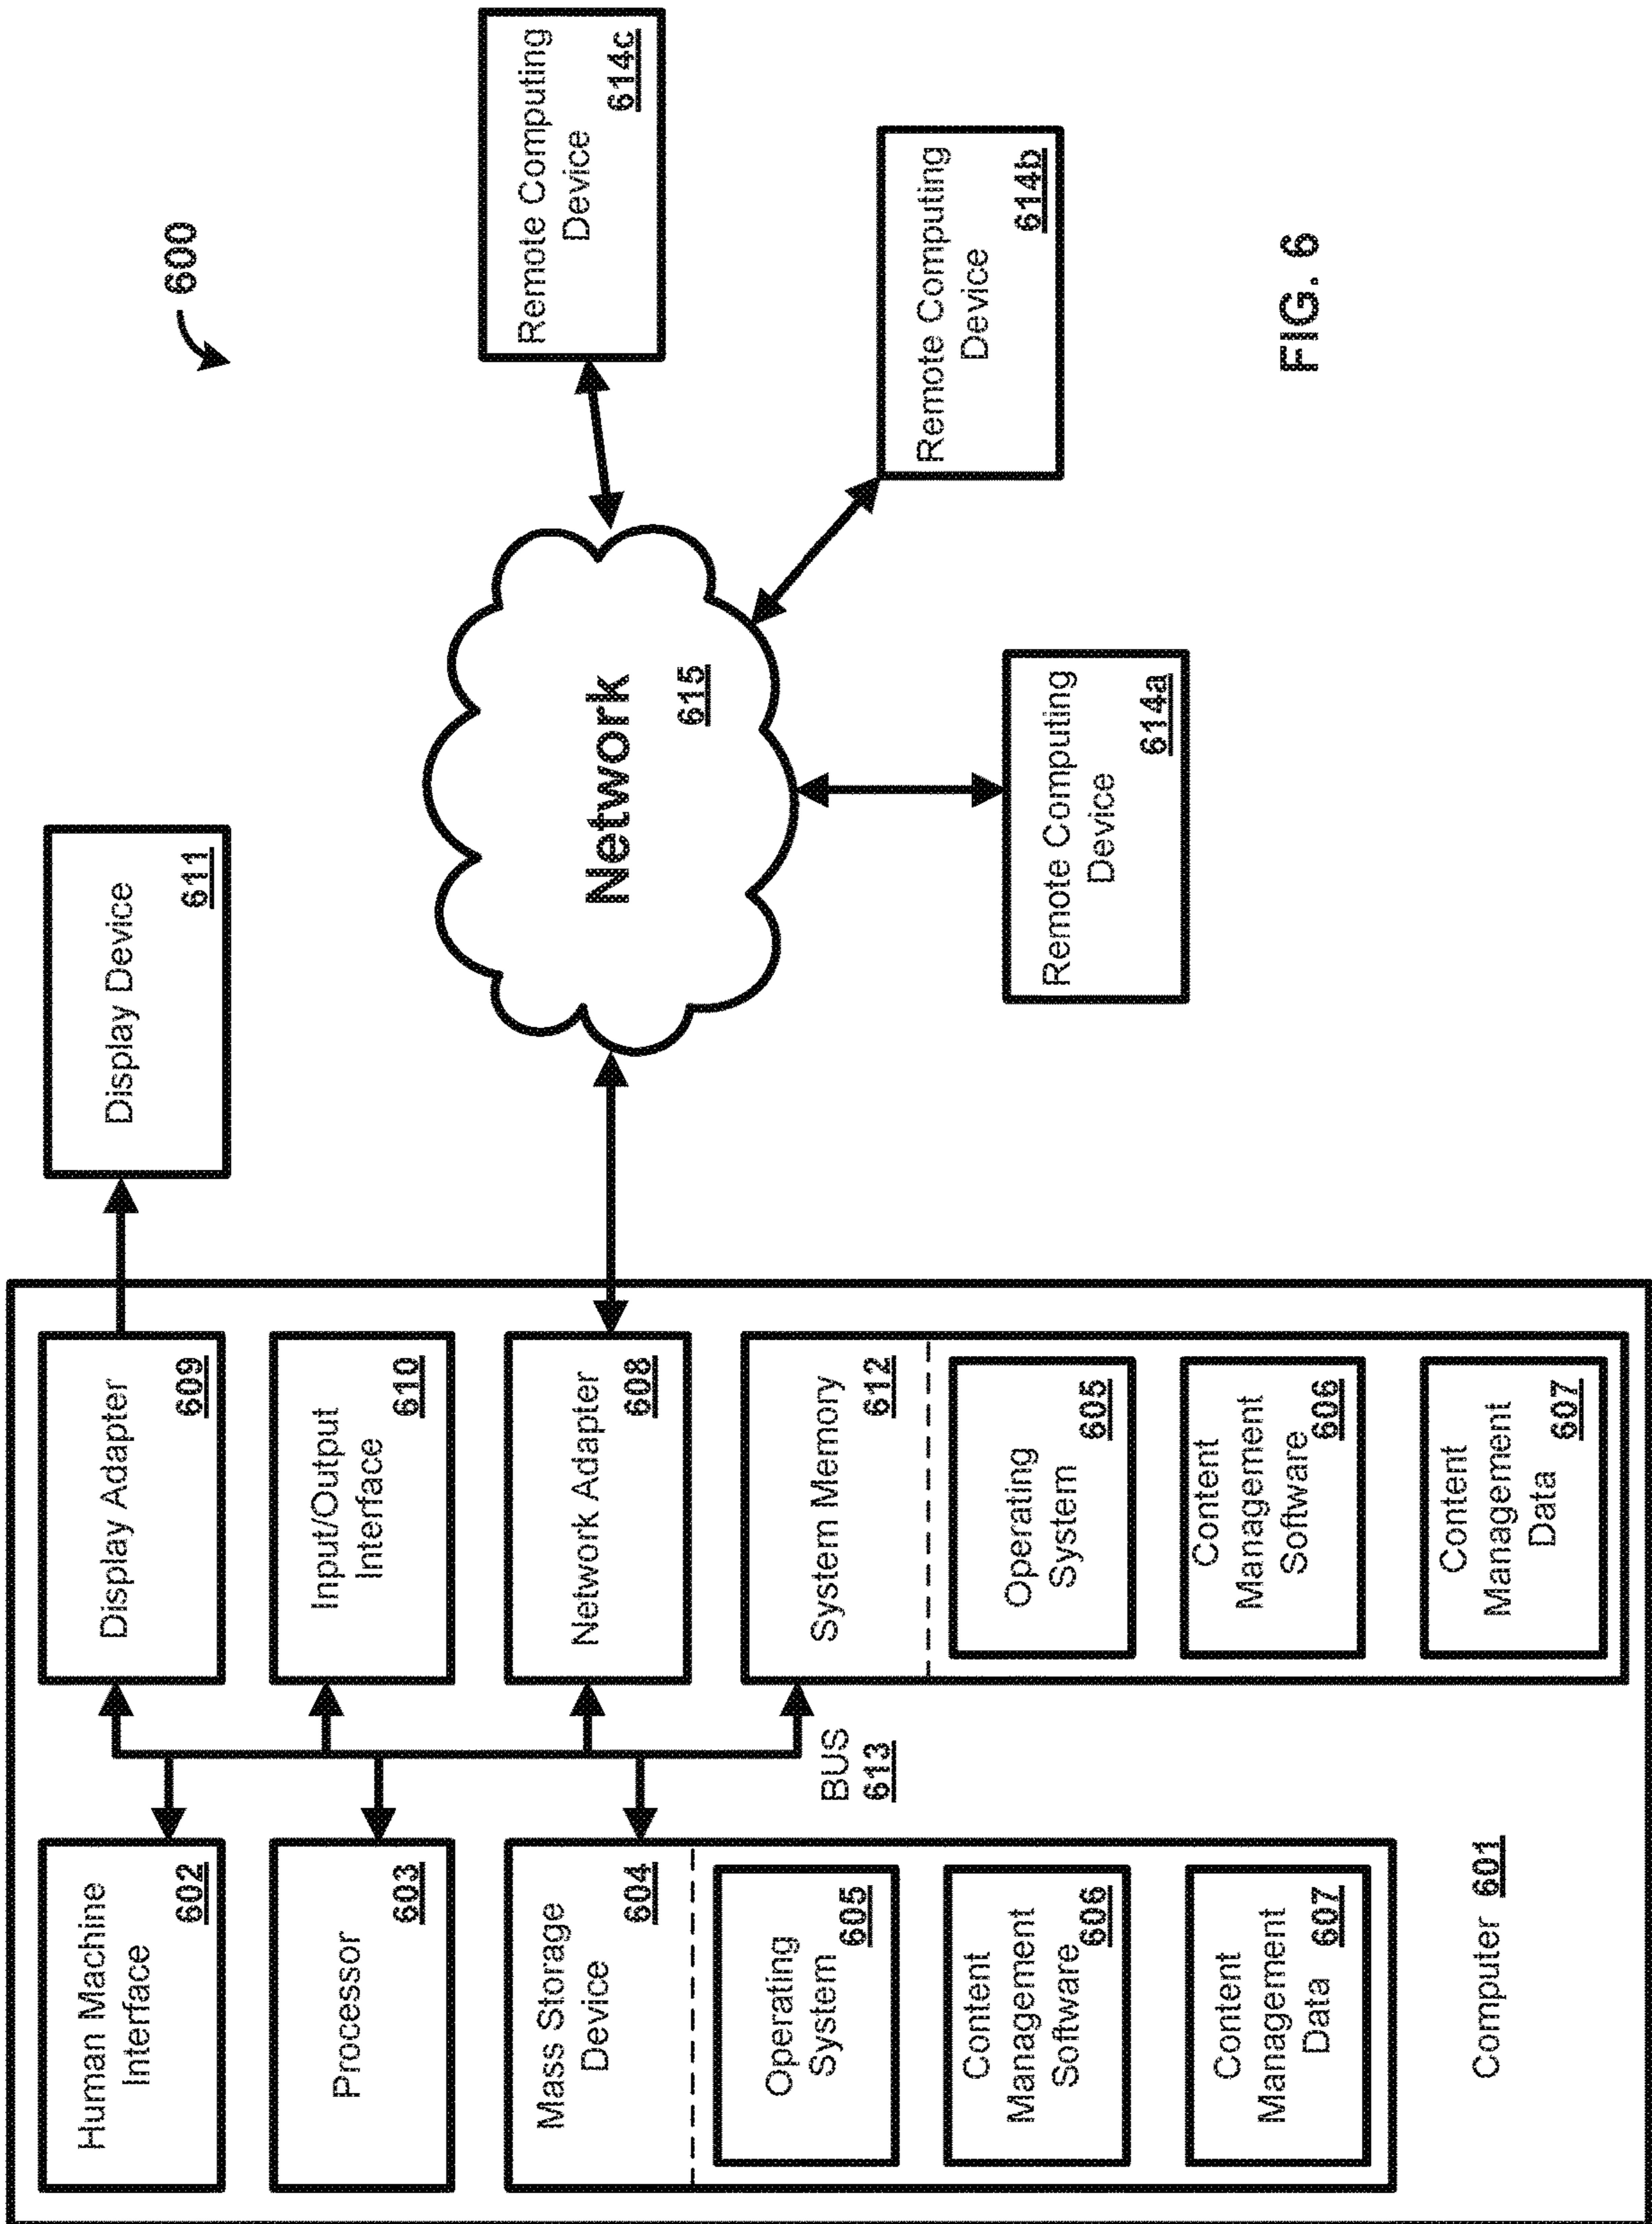 600
Human Machine
Interface
602
Processor
603
Mass Storage
Device
604
Operating
System
605
Content
Management
Software
606
Content
Management
Data
607
Computer 601
BUS
613
Display Adapter
609
Input/Output
Interface
610
Network Adapter
608
System Memory
612
Operating
System
605
Content
Management
Software
606
Content
Management
Data
607
Display Device
611
Network
615
Remote Computing
Device
614a
Remote Computing
Device
614b
Remote Computing
Device
614c
FIG. 6